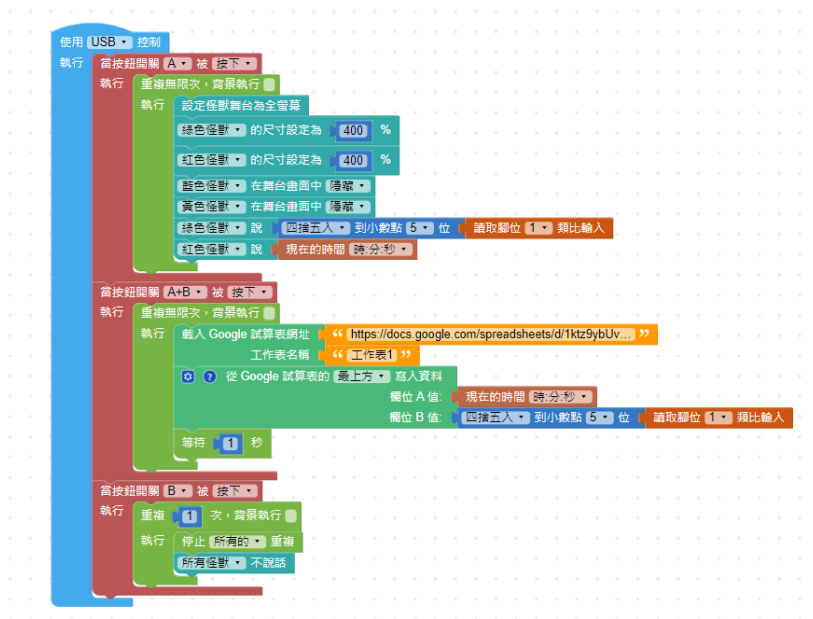 使用 USB 控制
執行 當按鈕開關 A 被 按下
執行 重複無限次，背景執行
執行 設定怪獸舞台為全螢幕
綠色怪獸 的尺寸設定為 400 %
紅色怪獸 的尺寸設定為 400 %
藍色怪獸 在舞台畫面中 隱藏
黃色怪獸 在舞台畫面中 隱藏
綠色怪獸 說 四捨五入 到小數點 5 位 讀取腳位 1 類比輸入
紅色怪獸 說 現在的時間 時:分:秒
當按鈕開關 A+B 被 按下
執行 重複無限次，背景執行
執行 載入 Google 試算表網址 “ https://docs.google.com/spreadsheets/d/1ktz9ybUv... ”
工作表名稱 “ 工作表1 ”
? 從 Google 試算表的 最上方 寫入資料
欄位 A 值: 現在的時間 時:分:秒
欄位 B 值: 四捨五入 到小數點 5 位 讀取腳位 1 類比輸入
等待 1 秒
當按鈕開關 B 被 按下
執行 重複 1 次，背景執行
執行 停止 所有的 重複
所有怪獸 不說話